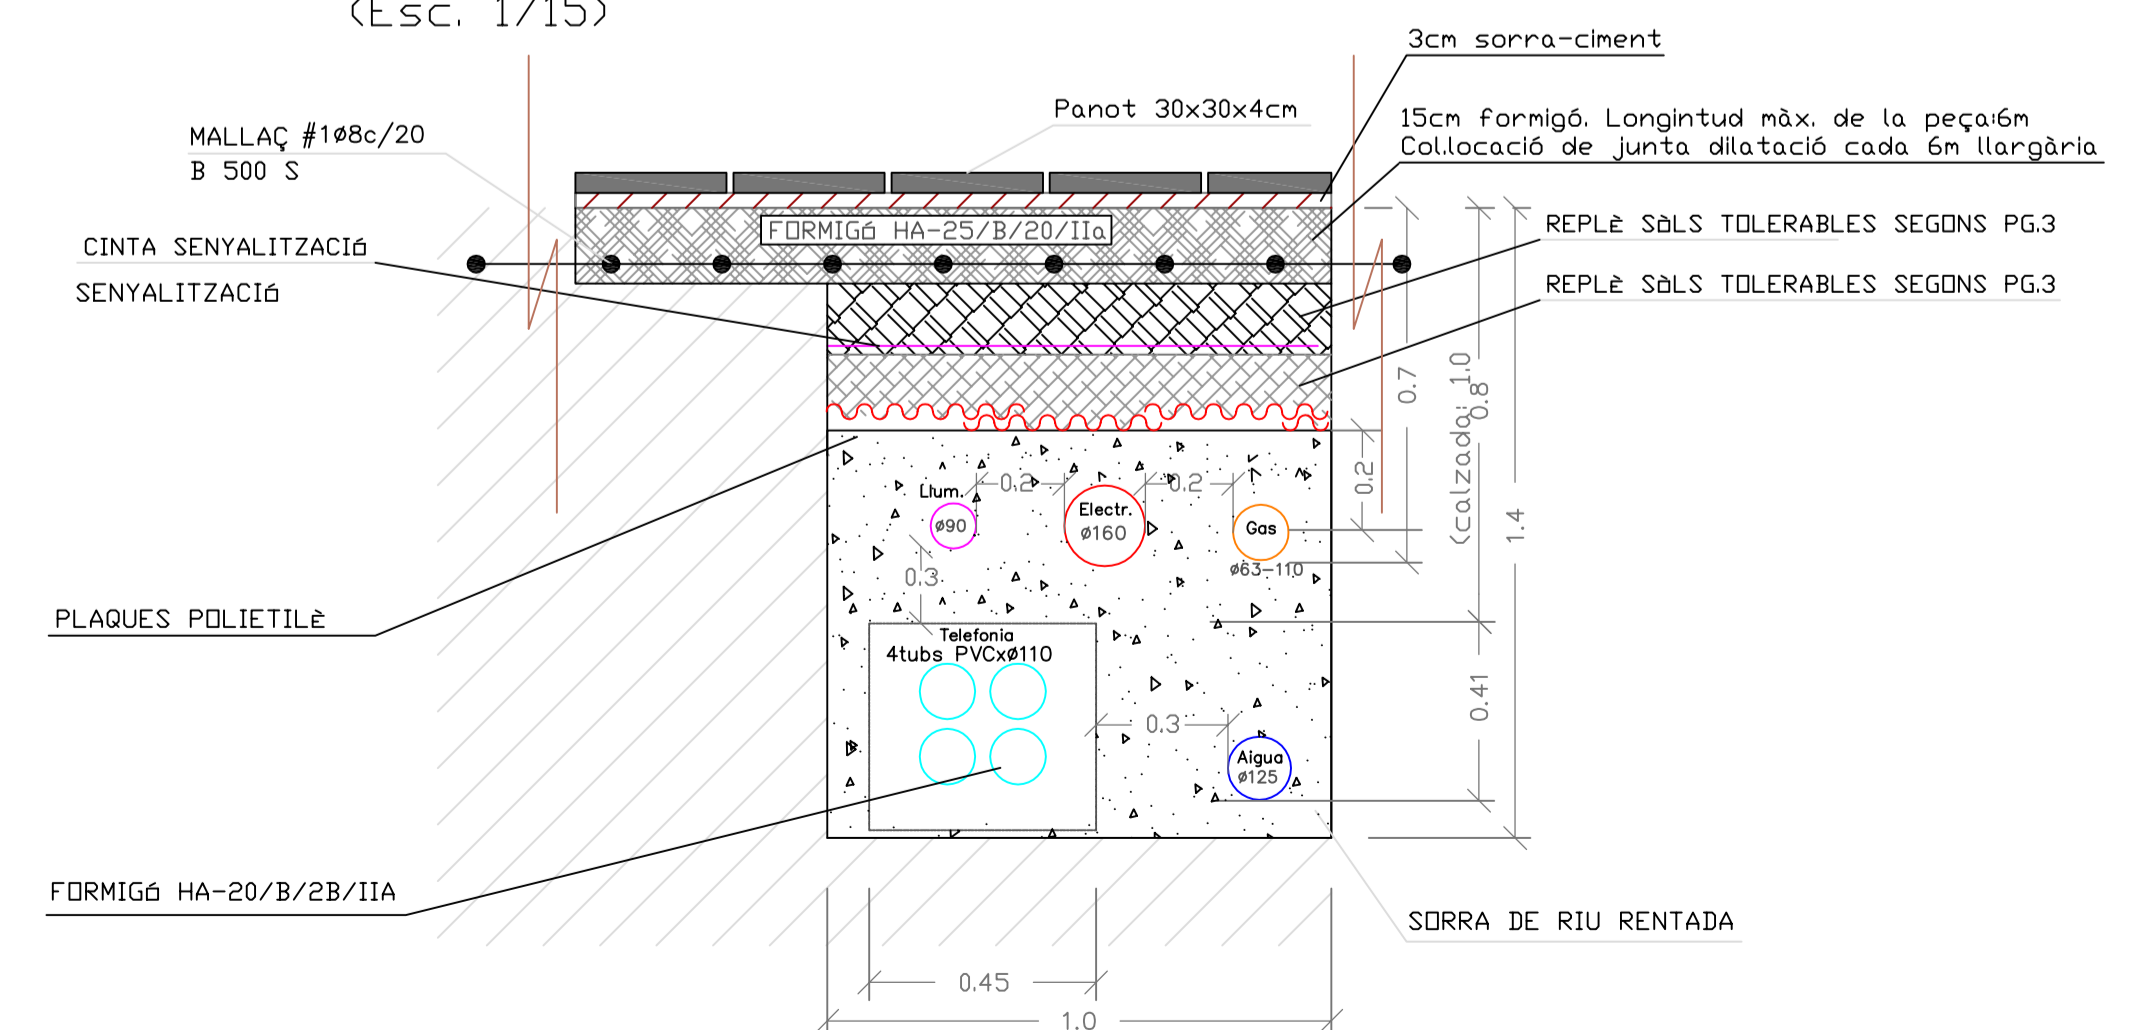 (Esc. 1/15)
3cm sorra-ciment
Panot 30x30x4cm
15cm formigó. Longintud màx. de la peça:6m
Col.locació de junta dilatació cada 6m llargària
MALLAÇ #1ø8c/20
B 500 S
FORMIGó HA-25/B/20/IIa
REPLè SòLS TOLERABLES SEGONS PG.3
CINTA SENYALITZACIó
SENYALITZACIó
REPLè SòLS TOLERABLES SEGONS PG.3
0.7
(calzada: 1.0
0.8
0.2
1.4
Llum.
ø90
0.2
Electr.
ø160
0.2
Gas
ø63-110
0.3
PLAQUES POLIETILè
Telefonia
4tubs PVCxø110
0.41
0.3
Aigua
ø125
FORMIGó HA-20/B/2B/IIA
SORRA DE RIU RENTADA
0.45
1.0